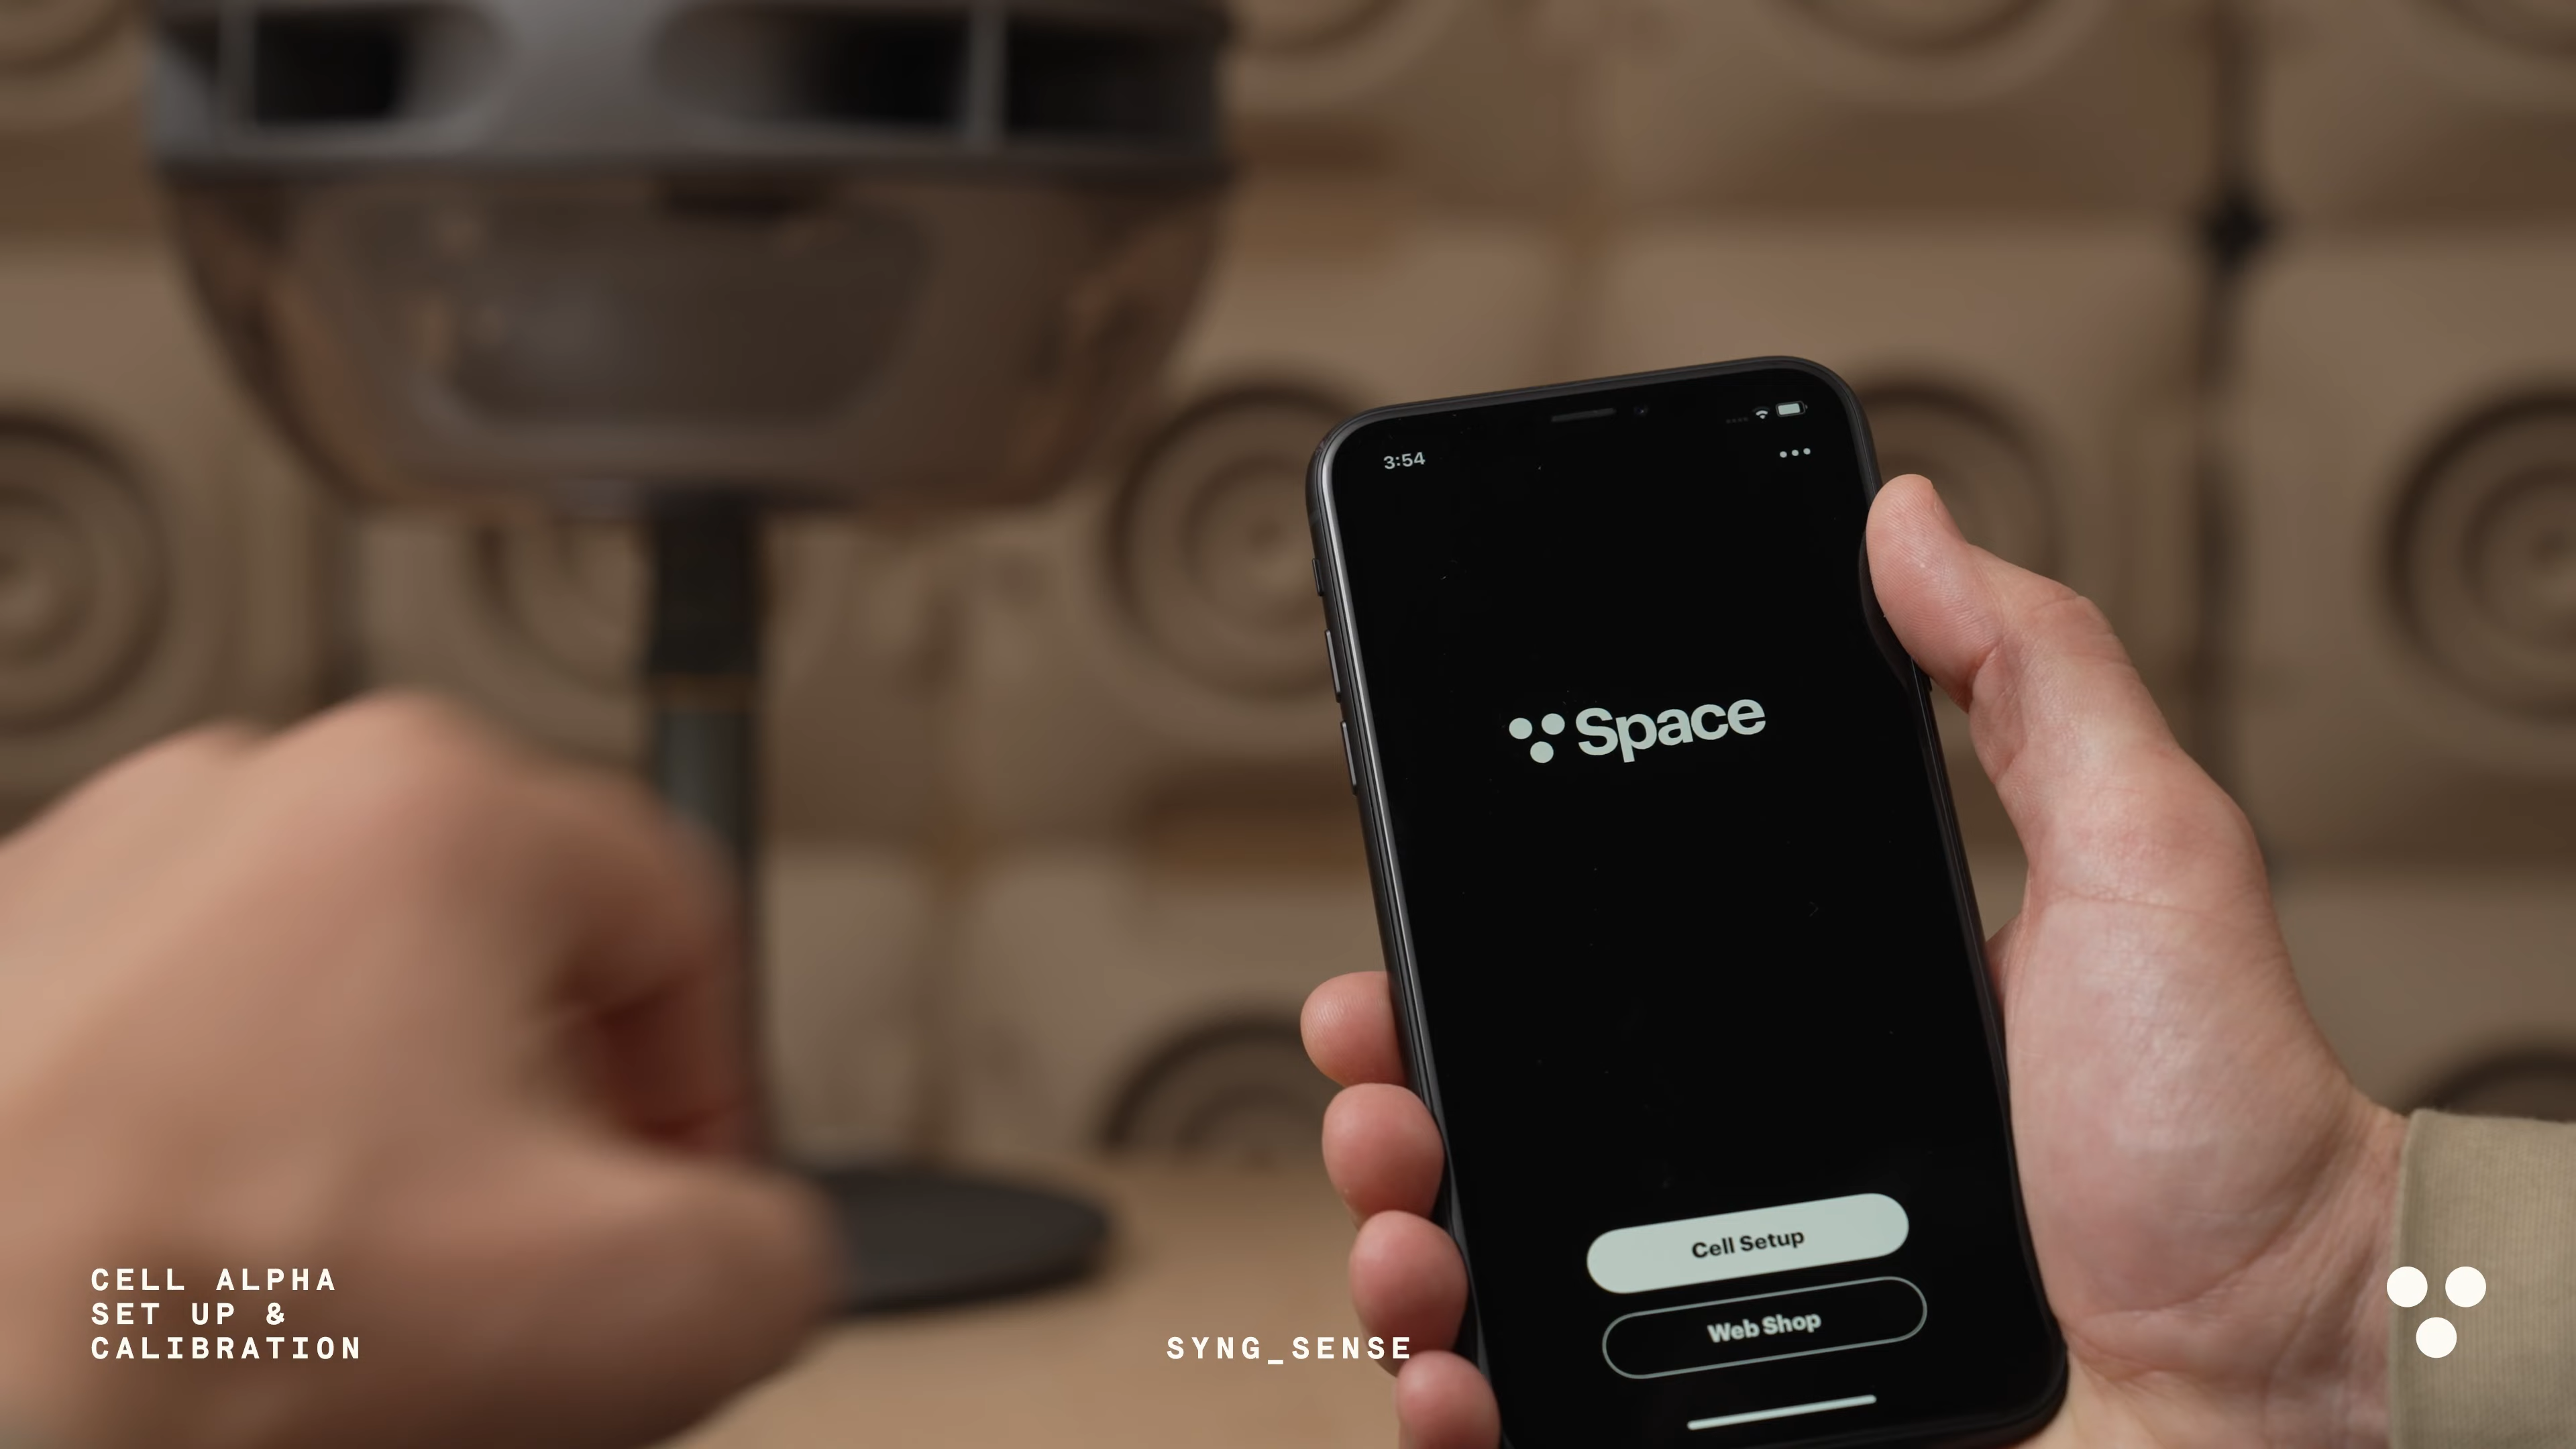 3:54
Space
Cell Setup
Web Shop
CELL ALPHA
SET UP &
CALIBRATION
SYNG_SENSE